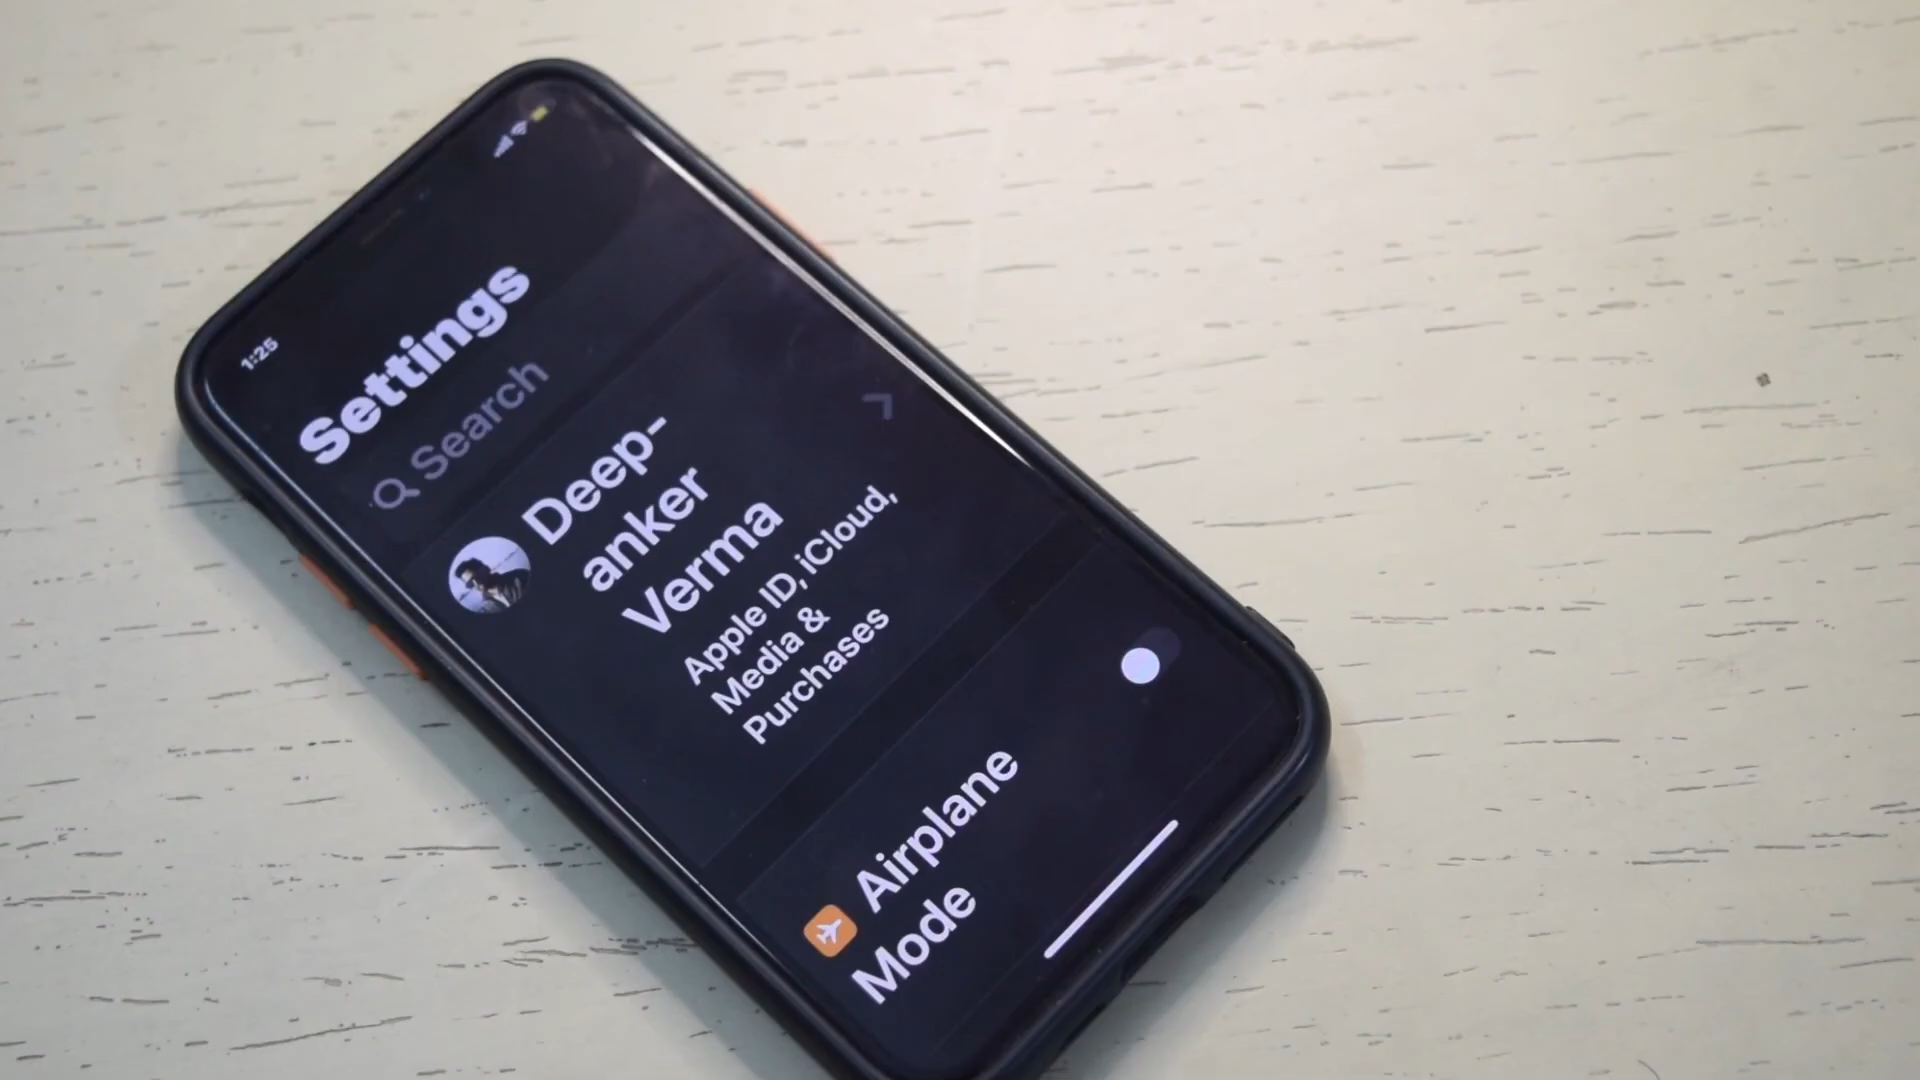 1:25
Settings
Search
Deep-
anker
Verma
Apple ID, iCloud,
Media &
Purchases
Airplane
Mode